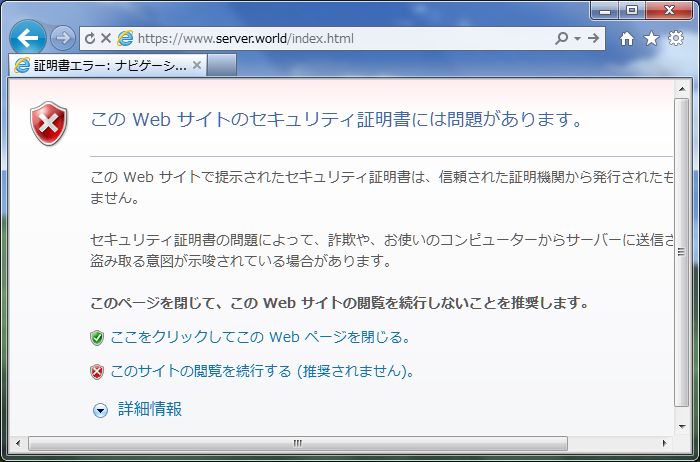 https://www.server.world/index.html
証明書エラー: ナビゲーシ...
この Web サイトのセキュリティ証明書には問題があります。
この Web サイトで提示されたセキュリティ証明書は、信頼された証明機関から発行されたも
ません。
セキュリティ証明書の問題によって、詐欺や、お使いのコンピューターからサーバーに送信さ
盗み取る意図が示唆されている場合があります。
このページを閉じて、この Web サイトの閲覧を続行しないことを推奨します。
ここをクリックしてこの Web ページを閉じる。
このサイトの閲覧を続行する (推奨されません)。
詳細情報